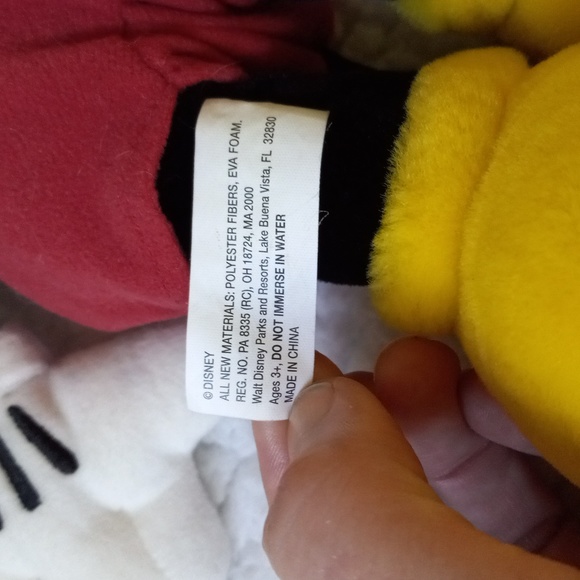 © DISNEY
ALL NEW MATERIALS: POLYESTER FIBERS, EVA FOAM.
REG. NO. PA 8335 (RC), OH 18724, MA 2000
Walt Disney Parks and Resorts, Lake Buena Vista, FL 32830
Ages 3+, DO NOT IMMERSE IN WATER
MADE IN CHINA